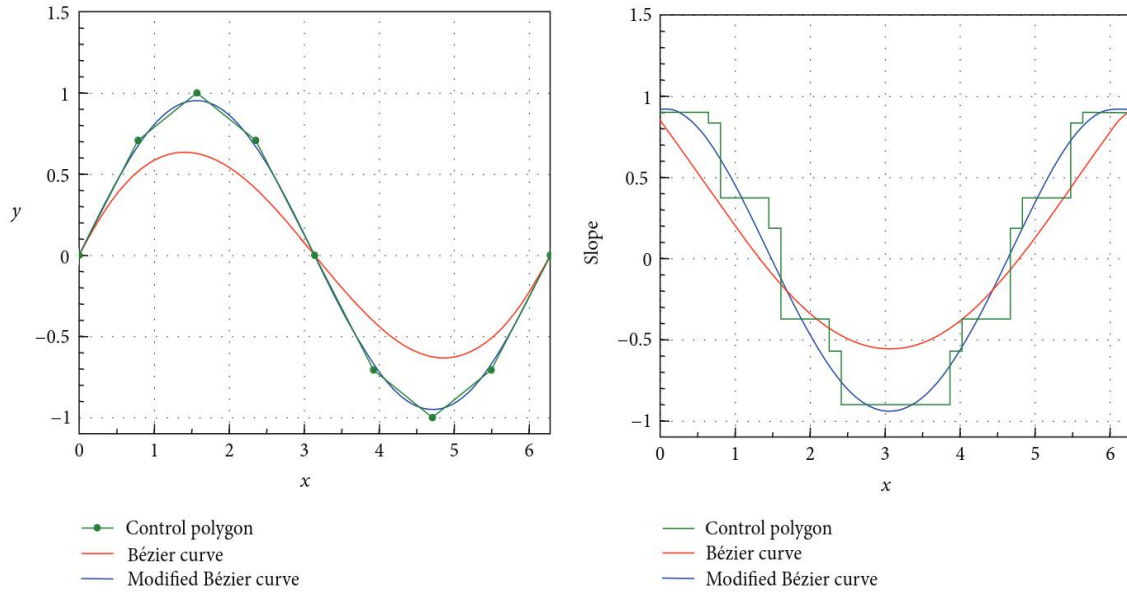 1.5
1
0.5
0
−0.5
−1
y
0 1 2 3 4 5 6
x
Control polygon
Bézier curve
Modified Bézier curve
1.5
1
0.5
0
−0.5
−1
Slope
0 1 2 3 4 5 6
x
Control polygon
Bézier curve
Modified Bézier curve